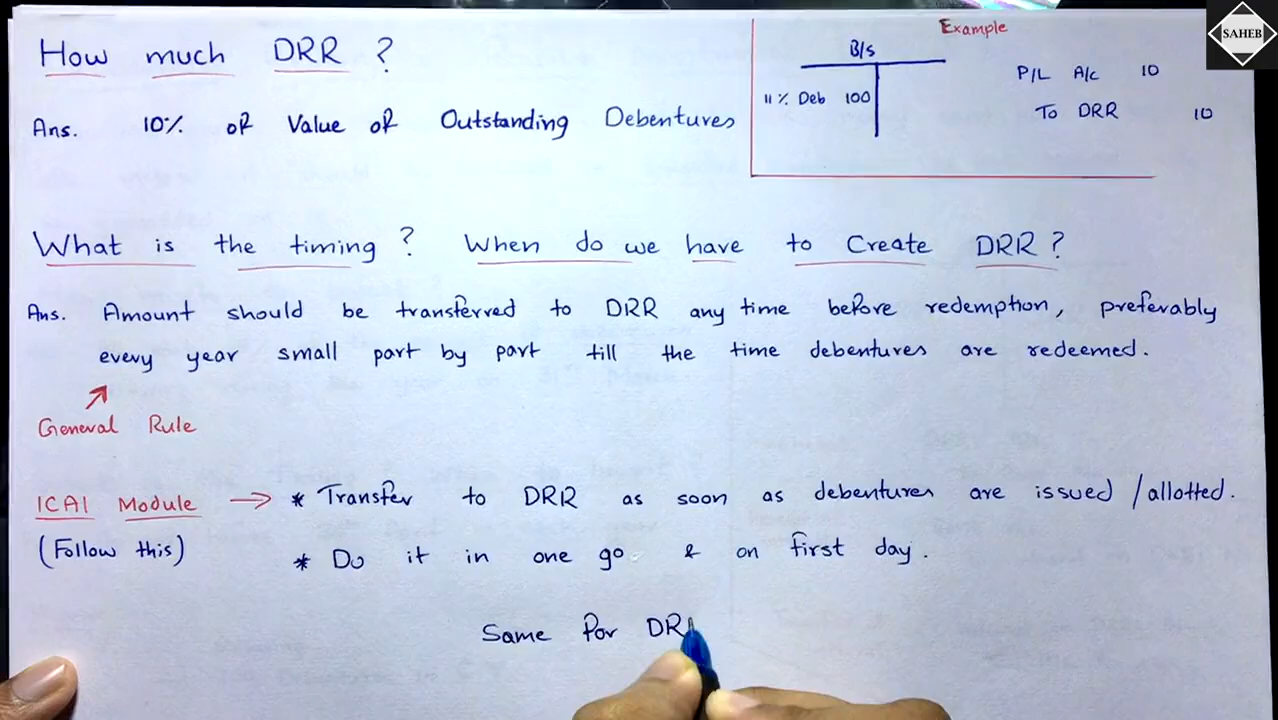 How much DRR ?
Ans. 10% of Value of Outstanding Debentures
Example
B/s
11% Deb 100
P/L A/c 10
To DRR 10
What is the timing ? When do we have to Create DRR ?
Ans. Amount should be transferred to DRR any time before redemption, preferably
every year small part by part till the time debentures are redeemed.
General Rule
ICAI Module → * Transfer to DRR as soon as debentures are issued / allotted.
(Follow this) * Do it in one go & on first day.
Same for DR
SAHEB